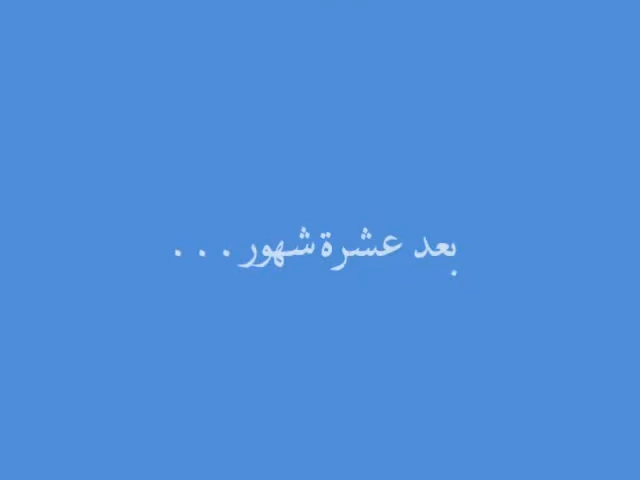 بعد عشرة شهور . . .